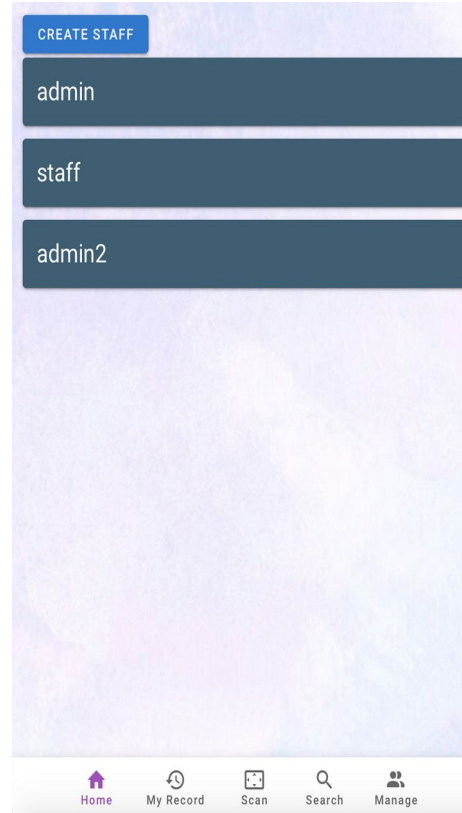 CREATE STAFF
admin
staff
admin2
Home My Record Scan Search Manage